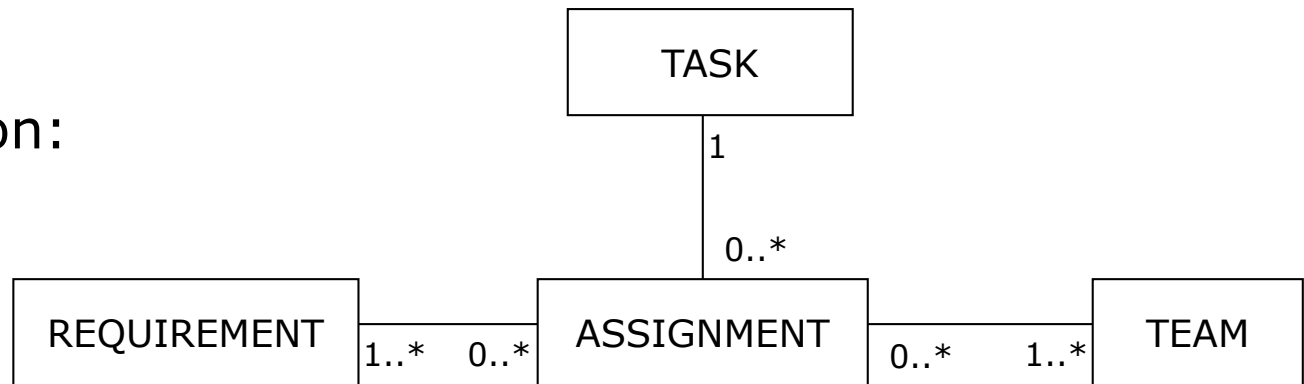 TASK
on:
1
0..*
REQUIREMENT
1..*
0..*
ASSIGNMENT
0..*
1..*
TEAM